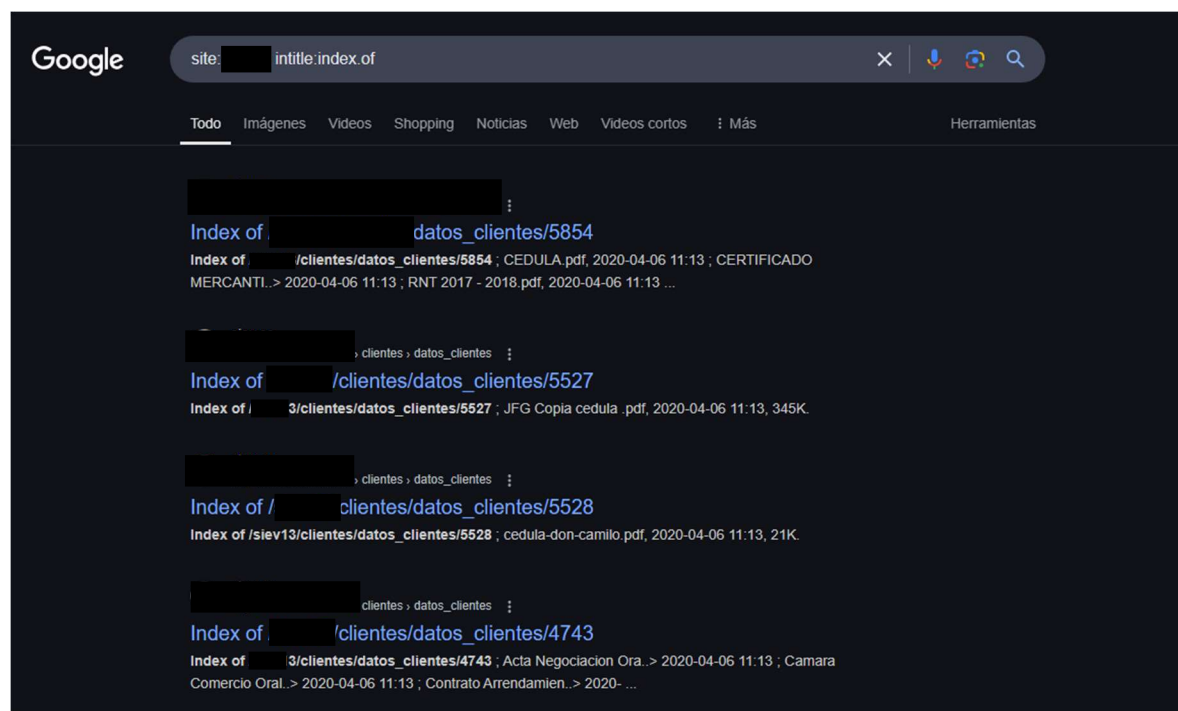 Google
site: intitle:index.of
Todo Imágenes Videos Shopping Noticias Web Videos cortos Más Herramientas
Index of datos_clientes/5854
Index of /clientes/datos_clientes/5854 ; CEDULA.pdf, 2020-04-06 11:13 ; CERTIFICADO
MERCANTI..> 2020-04-06 11:13 ; RNT 2017 - 2018.pdf, 2020-04-06 11:13 ...
› clientes › datos_clientes
Index of /clientes/datos_clientes/5527
Index of / 3/clientes/datos_clientes/5527 ; JFG Copia cedula .pdf, 2020-04-06 11:13, 345K.
› clientes › datos_clientes
Index of / clientes/datos_clientes/5528
Index of /siev13/clientes/datos_clientes/5528 ; cedula-don-camilo.pdf, 2020-04-06 11:13, 21K.
clientes › datos_clientes
Index of /clientes/datos_clientes/4743
Index of 3/clientes/datos_clientes/4743 ; Acta Negociacion Ora..> 2020-04-06 11:13 ; Camara
Comercio Oral..> 2020-04-06 11:13 ; Contrato Arrendamien..> 2020- ...